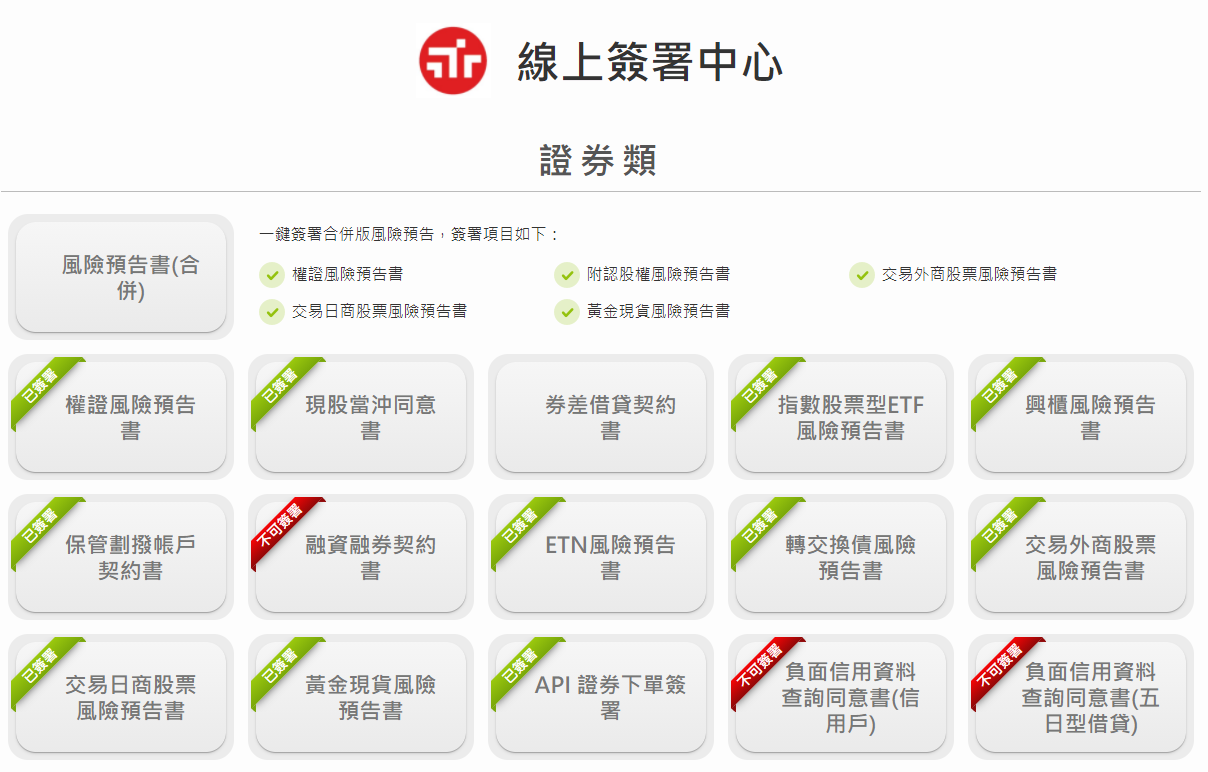 線上簽署中心
證券類
風險預告書(合
併)
一鍵簽署合併版風險預告，簽署項目如下：
權證風險預告書
附認股權風險預告書
交易外商股票風險預告書
交易日商股票風險預告書
黃金現貨風險預告書
已簽署
權證風險預告
書
已簽署
現股當沖同意
書
券差借貸契約
書
已簽署
指數股票型ETF
風險預告書
已簽署
興櫃風險預告
書
已簽署
保管劃撥帳戶
契約書
不可簽署
融資融券契約
書
已簽署
ETN風險預告
書
已簽署
轉交換債風險
預告書
已簽署
交易外商股票
風險預告書
已簽署
交易日商股票
風險預告書
已簽署
黃金現貨風險
預告書
已簽署
API 證券下單簽
署
不可簽署
負面信用資料
查詢同意書(信
用戶)
不可簽署
負面信用資料
查詢同意書(五
日型借貸)